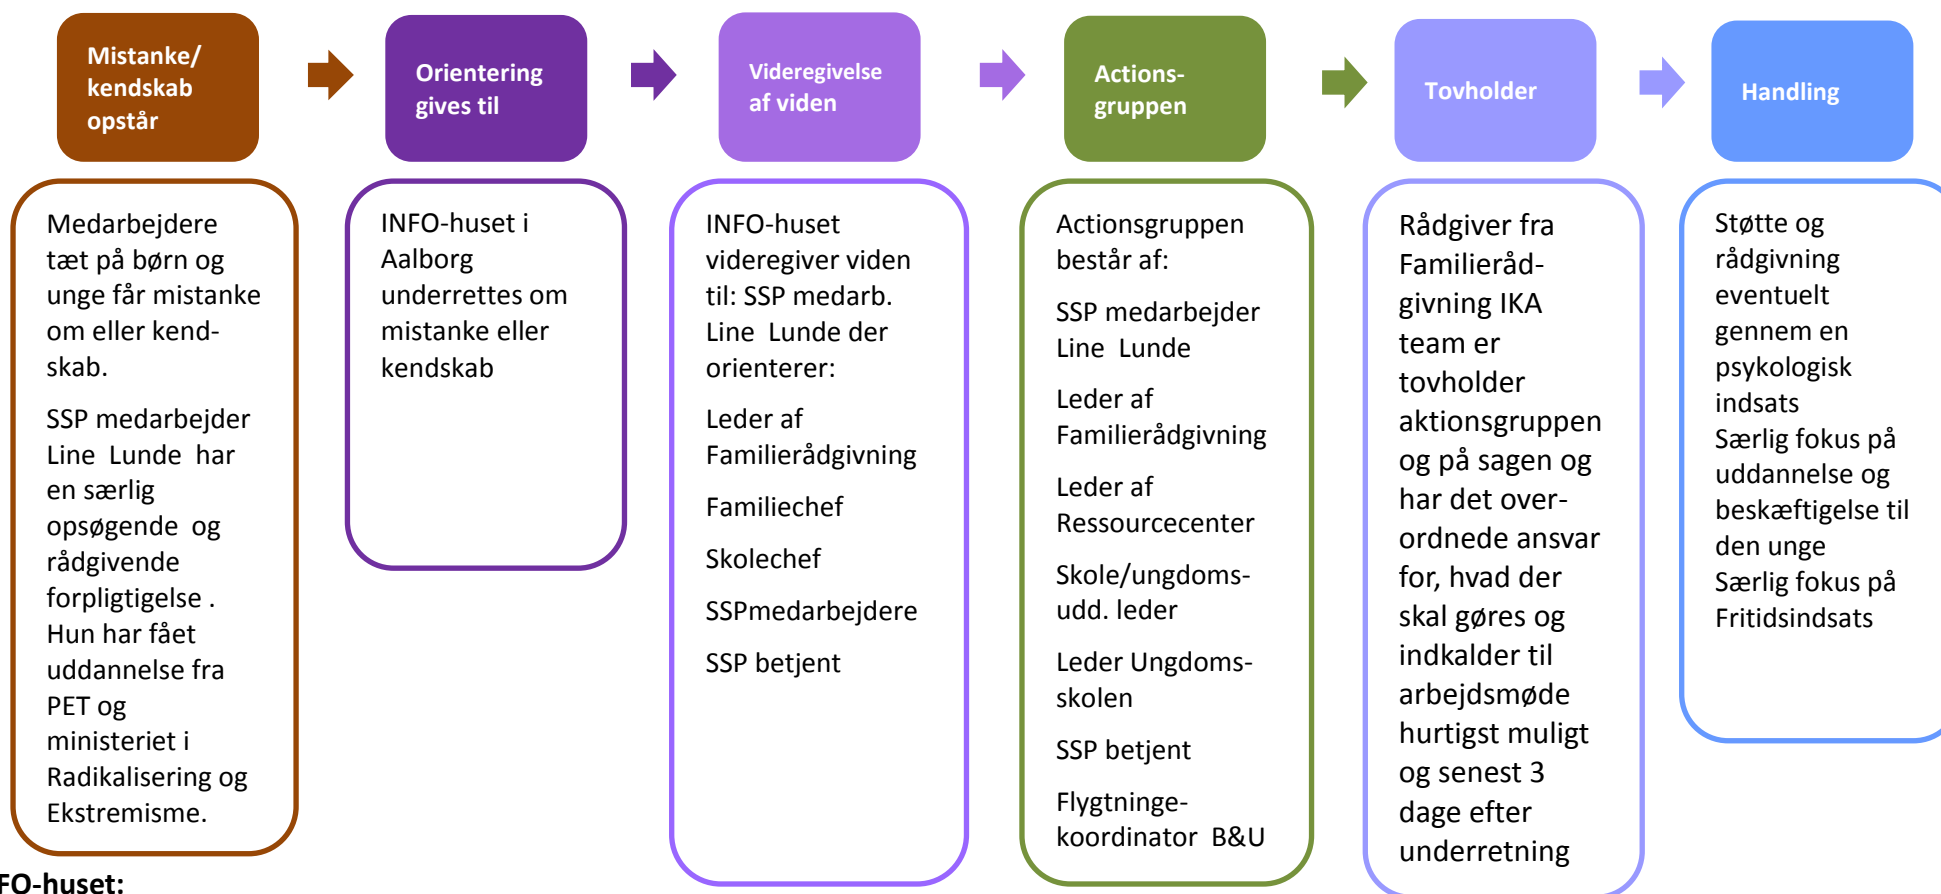 Mistanke/
kendskab
opstår
Orientering
gives til
Videregivelse
af viden
Actions-
gruppen
Tovholder
Handling
Medarbejdere
tæt på børn og
unge får mistanke
om eller kend-
skab.
SSP medarbejder
Line Lunde har
en særlig
opsøgende og
rådgivende
forpligtigelse .
Hun har fået
uddannelse fra
PET og
ministeriet i
Radikalisering og
Ekstremisme.
INFO-huset i
Aalborg
underrettes om
mistanke eller
kendskab
INFO-huset
videregiver viden
til: SSP medarb.
Line Lunde der
orienterer:
Leder af
Familierådgivning
Familiechef
Skolechef
SSPmedarbejdere
SSP betjent
Actionsgruppen
består af:
SSP medarbejder
Line Lunde
Leder af
Familierådgivning
Leder af
Ressourcecenter
Skole/ungdoms-
udd. leder
Leder Ungdoms-
skolen
SSP betjent
Flygtninge-
koordinator B&U
Rådgiver fra
Familieråd-
givning IKA
team er
tovholder
aktionsgruppen
og på sagen og
har det over-
ordnede ansvar
for, hvad der
skal gøres og
indkalder til
arbejdsmøde
hurtigst muligt
og senest 3
dage efter
underretning
Støtte og
rådgivning
eventuelt
gennem en
psykologisk
indsats
Særlig fokus på
uddannelse og
beskæftigelse til
den unge
Særlig fokus på
Fritidsindsats
FO-huset: